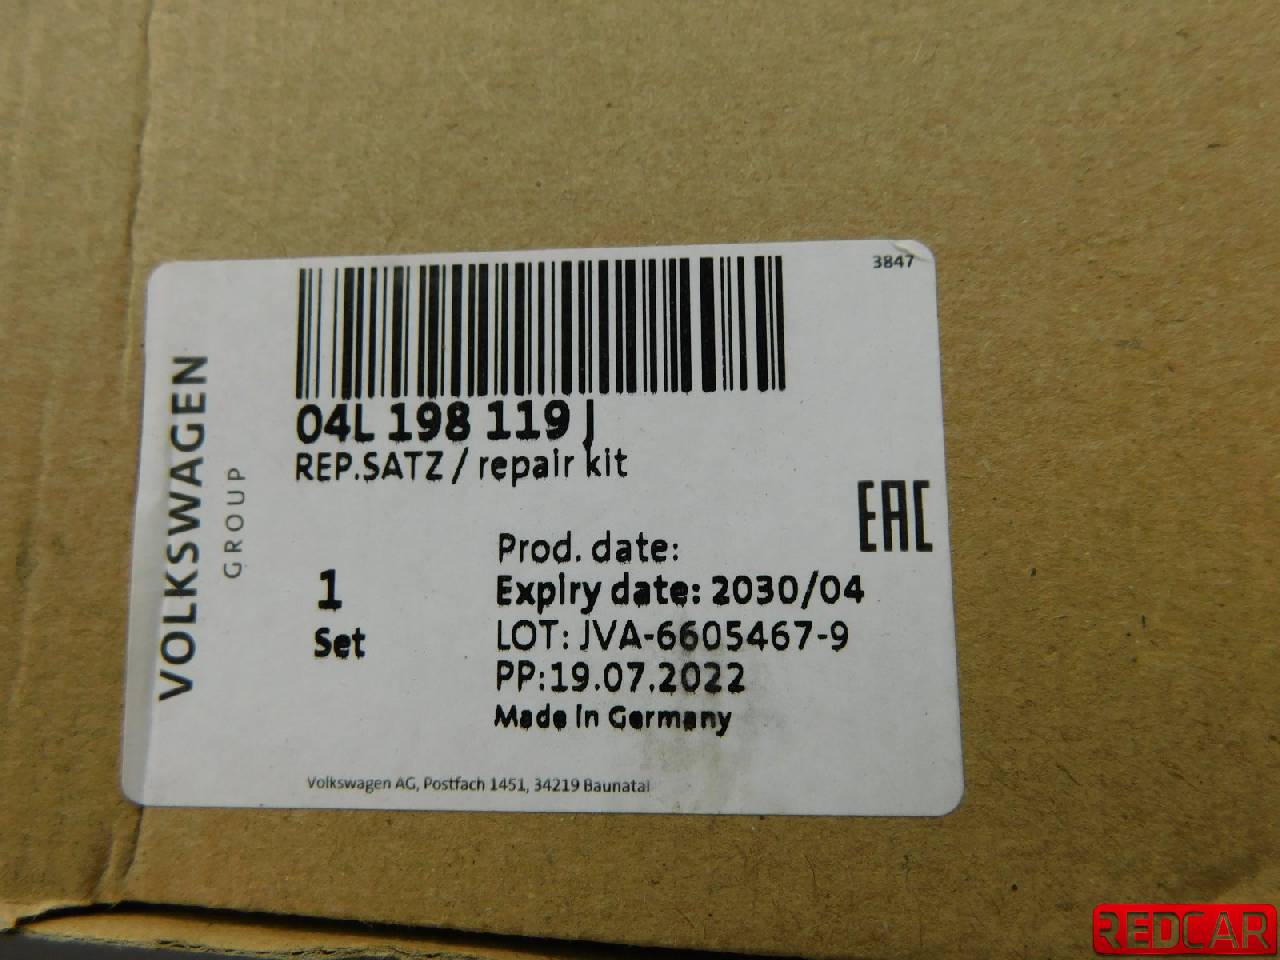 3847
VOLKSWAGEN
GROUP
04L 198 119 J
REP.SATZ / repair kit
EAC
1
Set
Prod. date:
Expiry date: 2030/04
LOT: JVA-6605467-9
PP:19.07.2022
Made in Germany
Volkswagen AG, Postfach 1451, 34219 Baunatal
REDCAR